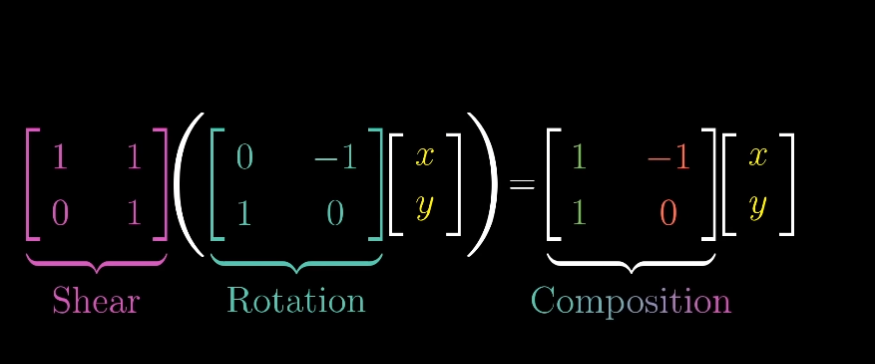 [1 1; 0 1] ( [0 −1; 1 0] [x; y] ) = [1 −1; 1 0] [x; y]
Shear Rotation Composition